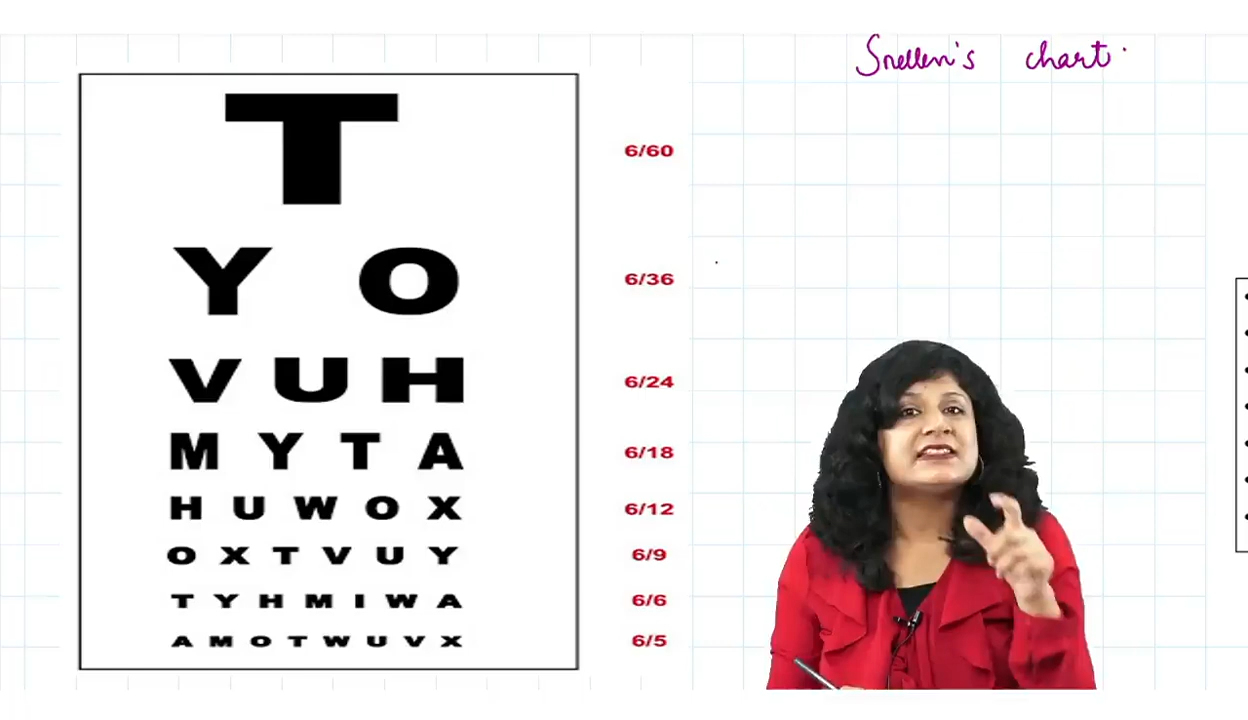 Snellen's chart
T
6/60
Y O
6/36
V U H
6/24
M Y T A
6/18
H U W O X
6/12
O X T V U Y
6/9
T Y H M I W A
6/6
A M O T W U V X
6/5